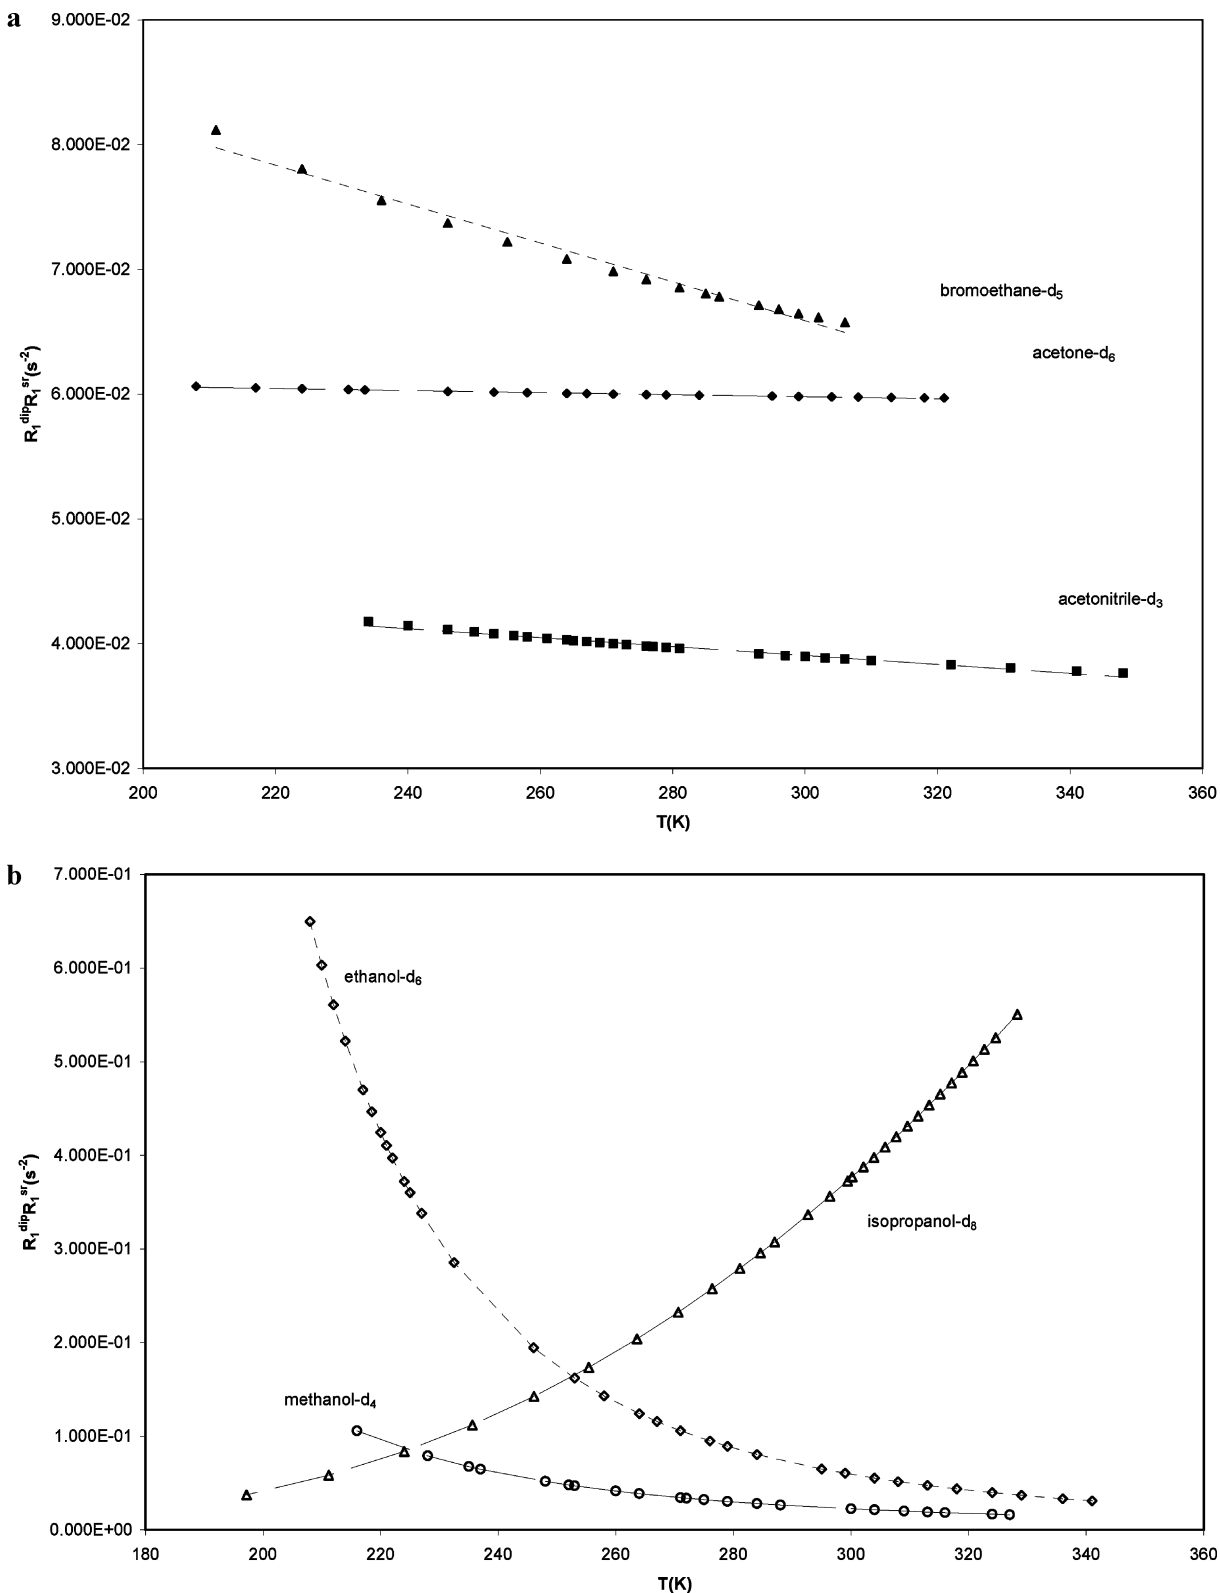 a
9.000E-02
8.000E-02
7.000E-02
6.000E-02
5.000E-02
4.000E-02
3.000E-02
R₁ᵈⁱᵖR₁ˢʳ(s⁻²)
bromoethane-d₅
acetone-d₆
acetonitrile-d₃
200 220 240 260 280 300 320 340 360
T(K)
b
7.000E-01
6.000E-01
5.000E-01
4.000E-01
3.000E-01
2.000E-01
1.000E-01
0.000E+00
R₁ᵈⁱᵖR₁ˢʳ(s⁻²)
ethanol-d₆
isopropanol-d₈
methanol-d₄
180 200 220 240 260 280 300 320 340 360
T(K)